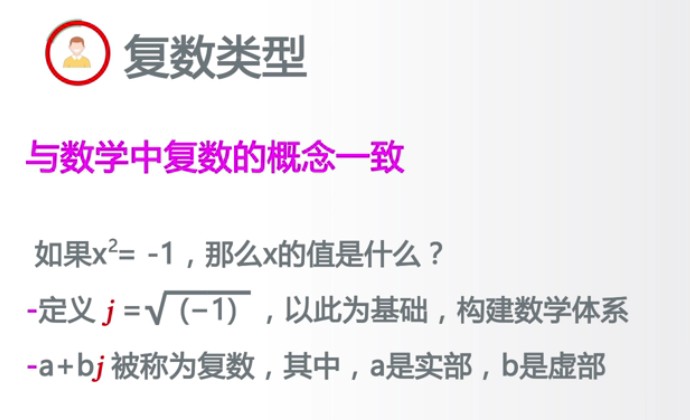 复数类型
与数学中复数的概念一致
如果x²= -1，那么x的值是什么？
-定义 j =√(−1) ，以此为基础，构建数学体系
-a+bj 被称为复数，其中，a是实部，b是虚部